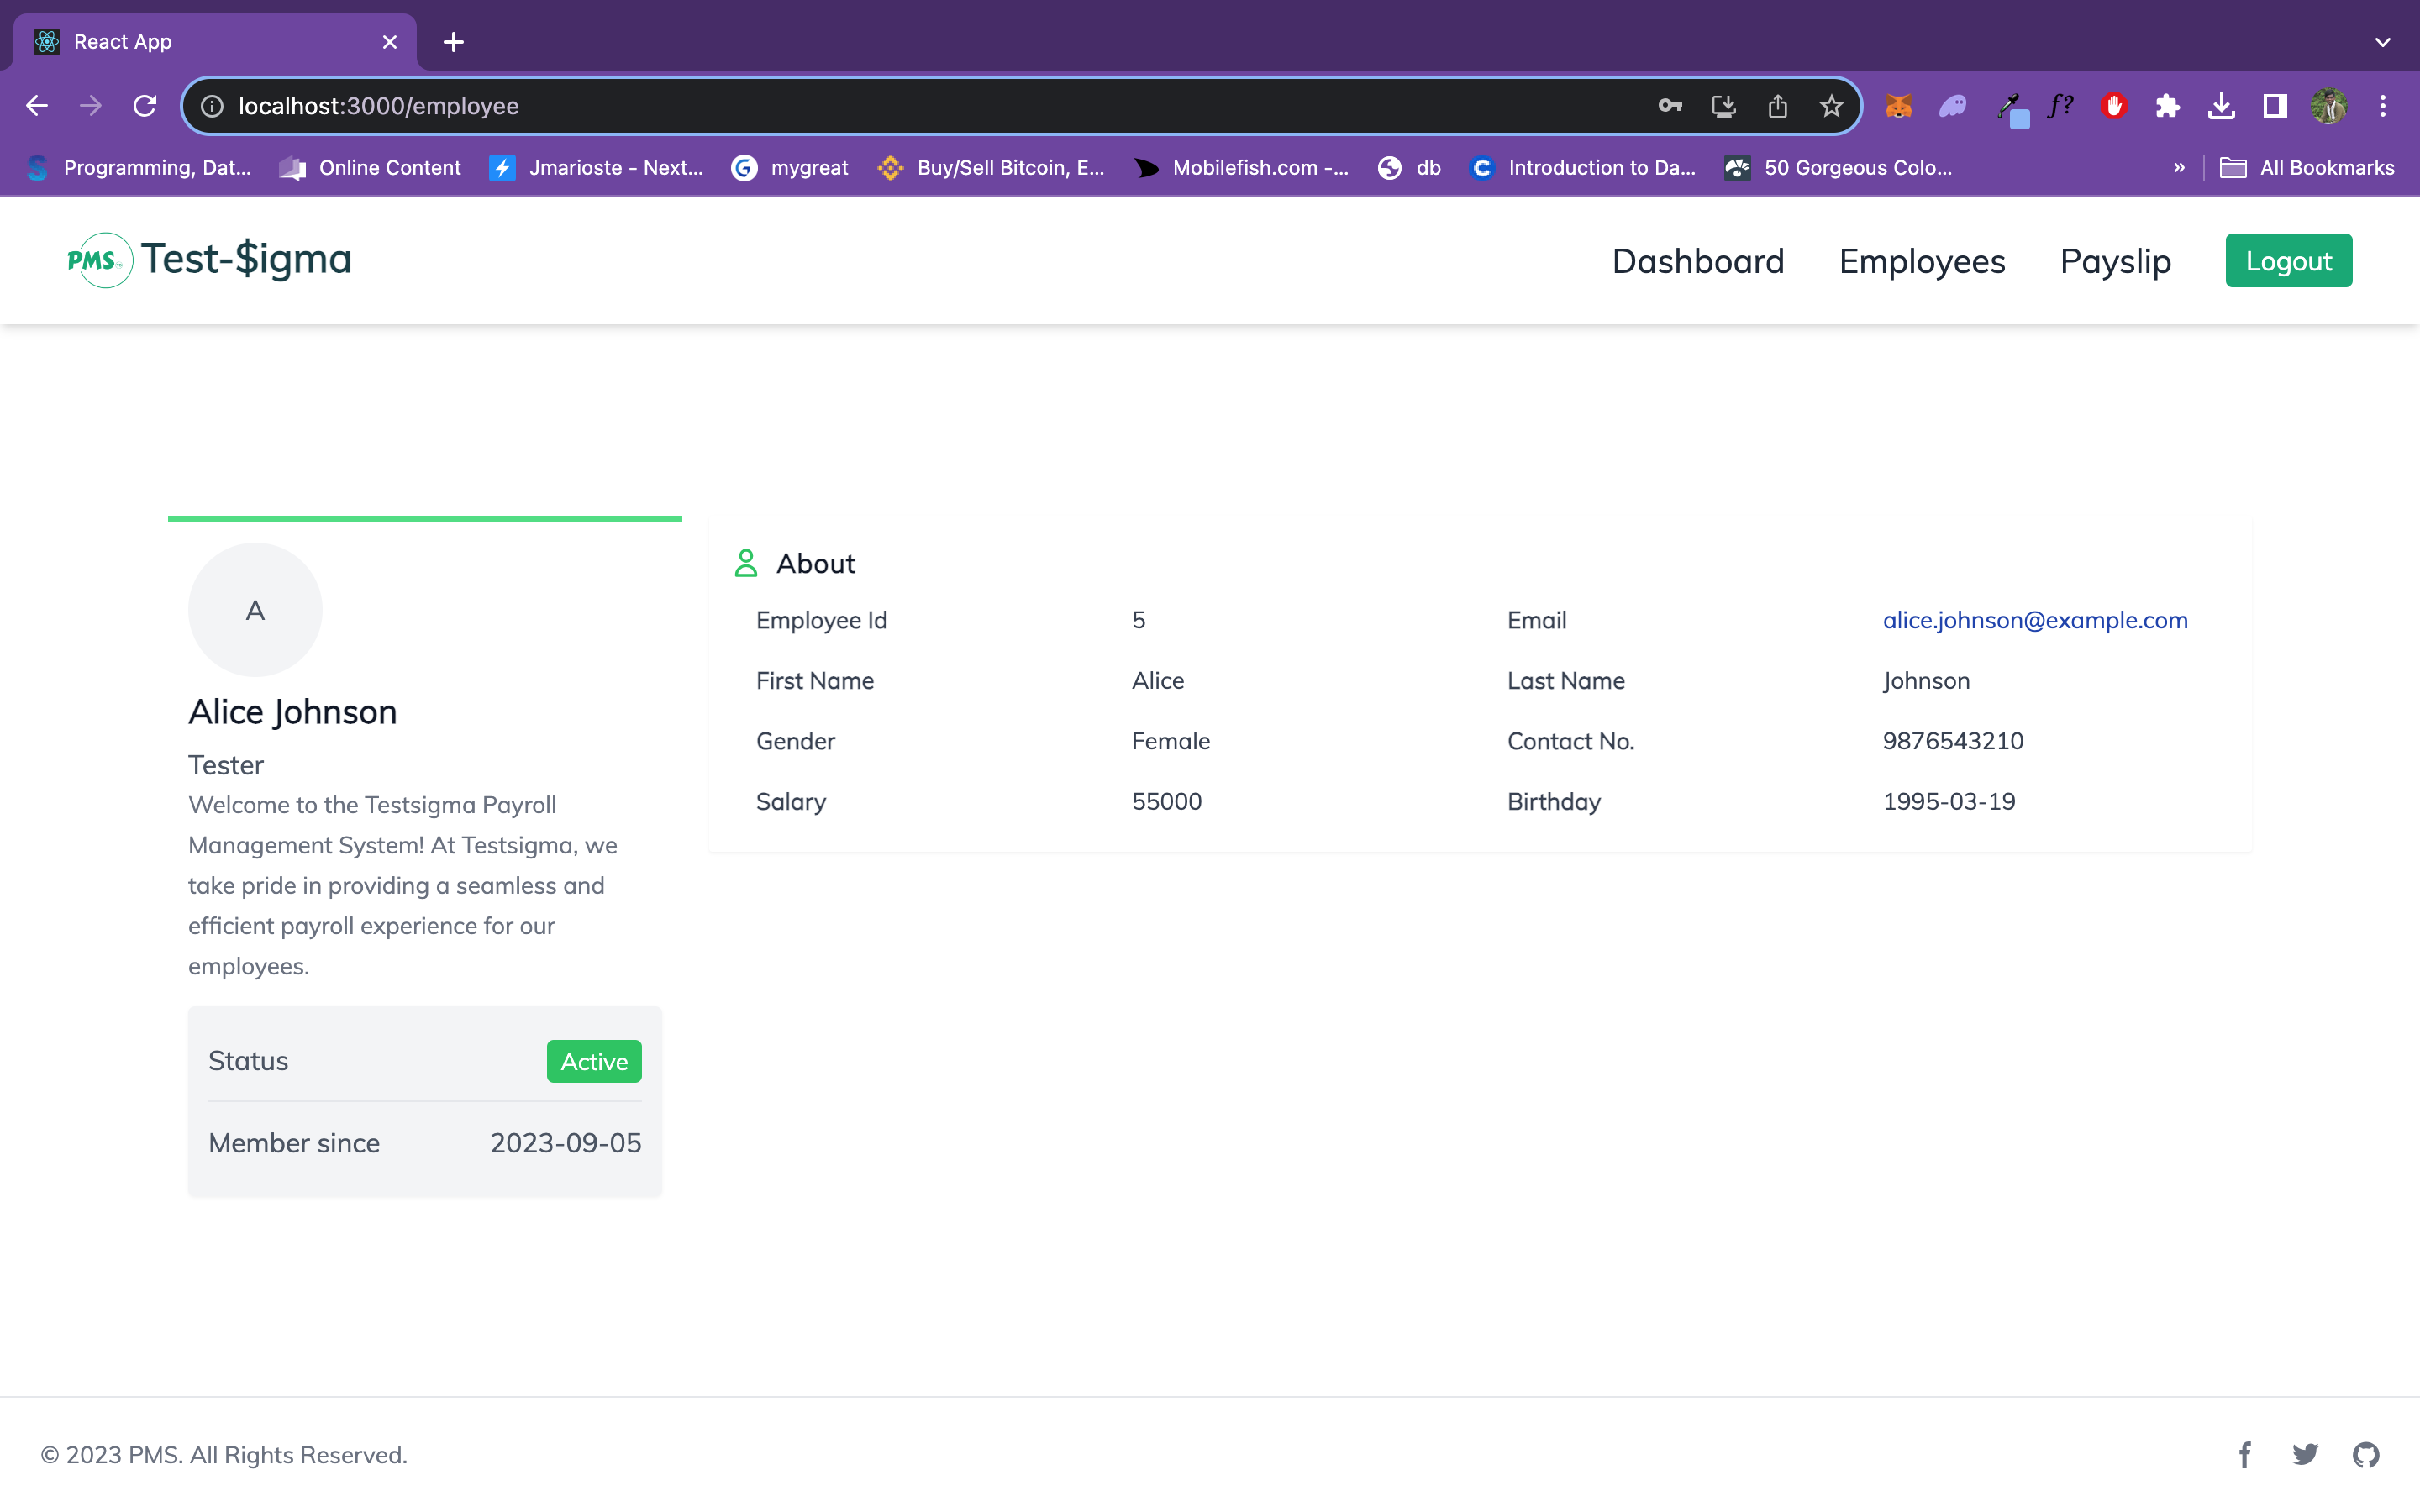 React App
localhost:3000/employee
f?
Programming, Dat...
Online Content
Jmarioste - Next...
mygreat
Buy/Sell Bitcoin, E...
Mobilefish.com -...
db
Introduction to Da...
50 Gorgeous Colo...
»
All Bookmarks
PMS Test-$igma
Dashboard
Employees
Payslip
Logout
A
Alice Johnson
Tester
Welcome to the Testsigma Payroll
Management System! At Testsigma, we
take pride in providing a seamless and
efficient payroll experience for our
employees.
Status Active
Member since 2023-09-05
About
Employee Id 5 Email alice.johnson@example.com
First Name Alice Last Name Johnson
Gender Female Contact No. 9876543210
Salary 55000 Birthday 1995-03-19
© 2023 PMS. All Rights Reserved.